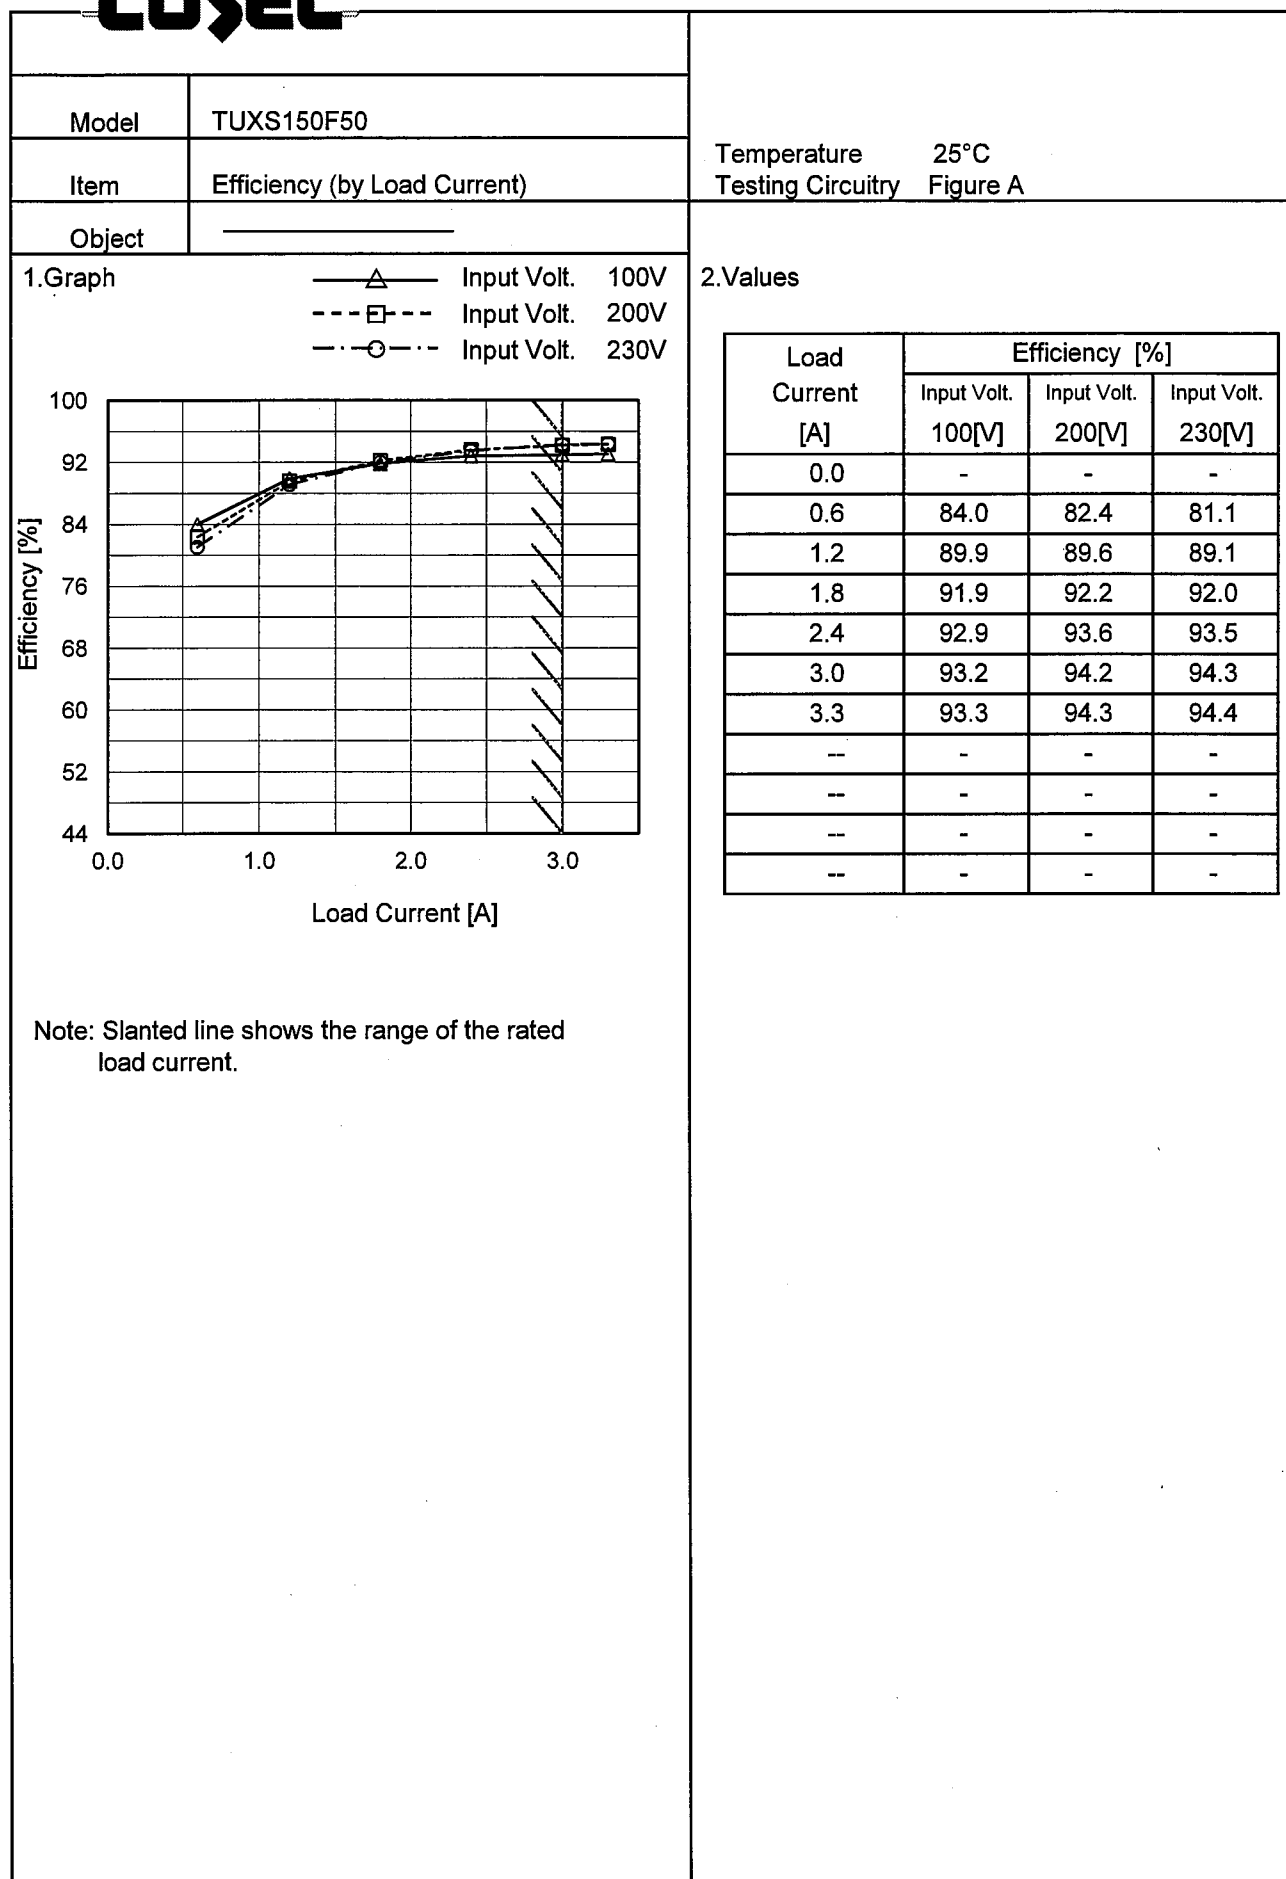 COSEL
Model TUXS150F50
Item Efficiency (by Load Current)
Object
Temperature 25°C
Testing Circuitry Figure A
1.Graph
Input Volt. 100V
Input Volt. 200V
Input Volt. 230V
100
92
84
76
68
60
52
44
Efficiency [%]
0.0 1.0 2.0 3.0
Load Current [A]
Note: Slanted line shows the range of the rated
load current.
2.Values
Load Efficiency [%]
Current Input Volt. Input Volt. Input Volt.
[A] 100[V] 200[V] 230[V]
0.0 - - -
0.6 84.0 82.4 81.1
1.2 89.9 89.6 89.1
1.8 91.9 92.2 92.0
2.4 92.9 93.6 93.5
3.0 93.2 94.2 94.3
3.3 93.3 94.3 94.4
-- - - -
-- - - -
-- - - -
-- - - -